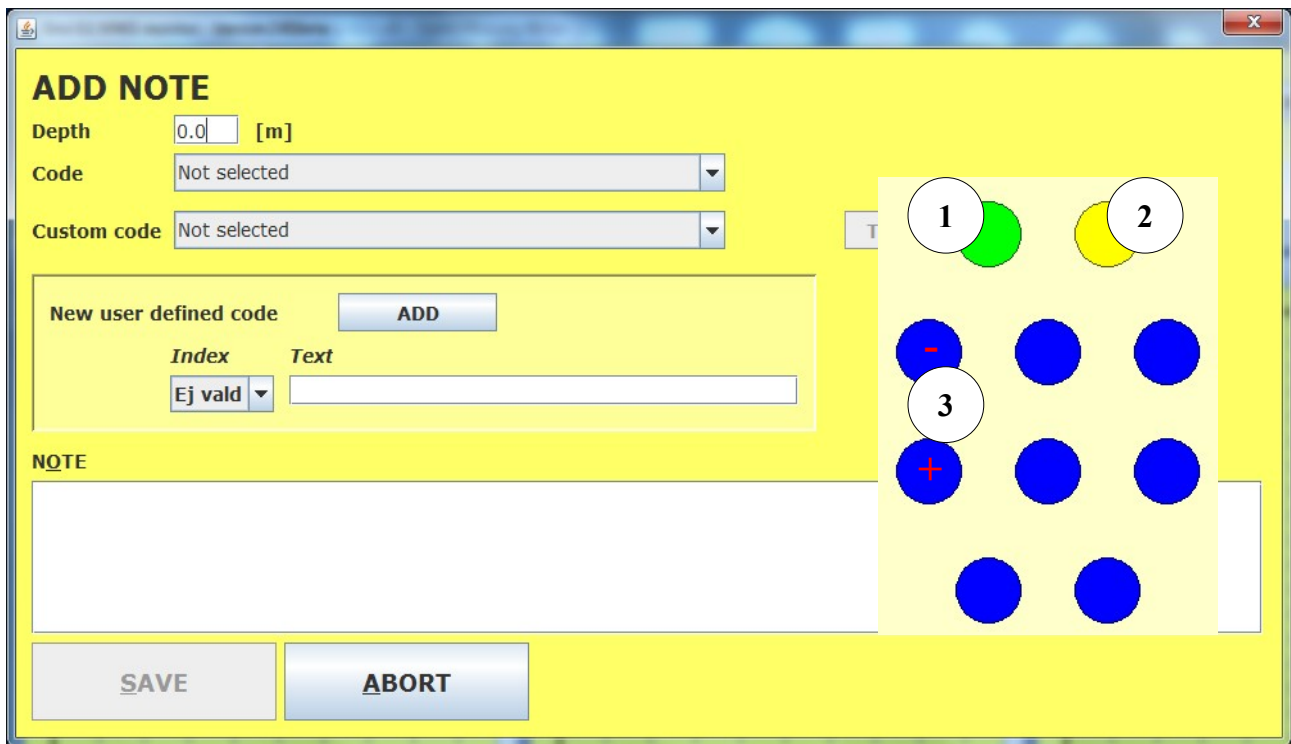 ADD NOTE
Depth 0.0 [m]
Code Not selected
Custom code Not selected T
1 2
New user defined code ADD
Index Text
Ej vald
-
3
+
NOTE
SAVE ABORT